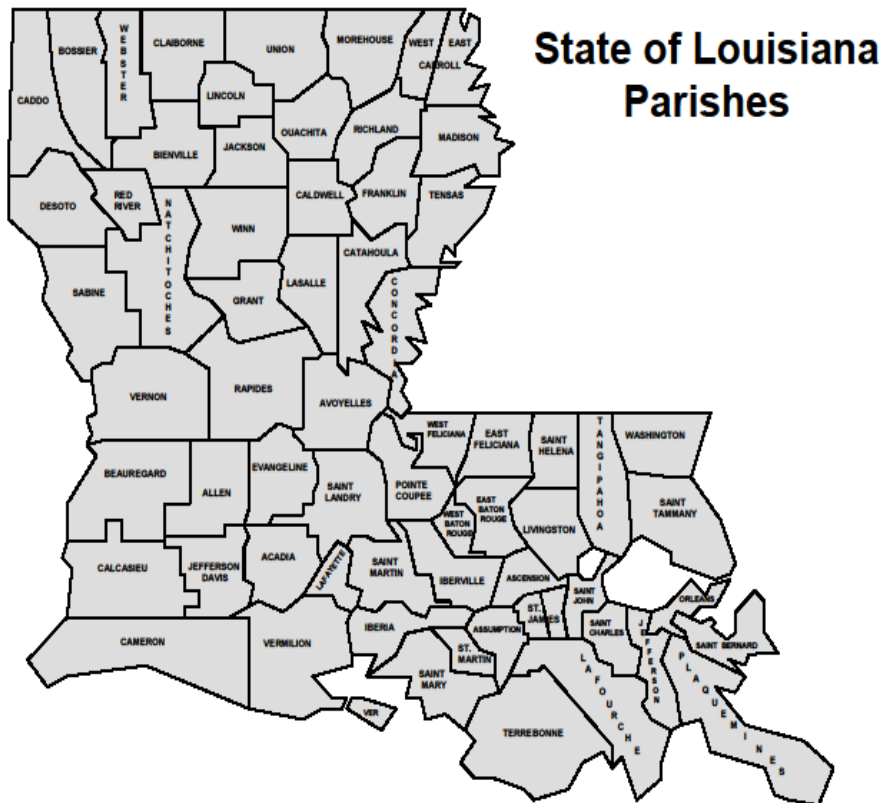 State of Louisiana
Parishes
CADDO
BOSSIER
WEBSTER
CLAIBORNE
UNION
MOREHOUSE
WEST
EAST
CARROLL
LINCOLN
OUACHITA
RICHLAND
MADISON
BIENVILLE
JACKSON
DESOTO
RED
RIVER
NATCHITOCHES
WINN
CALDWELL
FRANKLIN
TENSAS
CATAHOULA
SABINE
GRANT
LASALLE
CONCORDIA
VERNON
RAPIDES
AVOYELLES
WEST
FELICIANA
EAST
FELICIANA
SAINT
HELENA
TANGIPAHOA
WASHINGTON
BEAUREGARD
ALLEN
EVANGELINE
SAINT
LANDRY
POINTE
COUPEE
WEST
BATON
ROUGE
EAST
BATON
ROUGE
LIVINGSTON
SAINT
TAMMANY
CALCASIEU
JEFFERSON
DAVIS
ACADIA
LAFAYETTE
SAINT
MARTIN
IBERVILLE
ASCENSION
SAINT
JOHN
ORLEANS
CAMERON
VERMILION
IBERIA
ASSUMPTION
ST.
JAMES
SAINT
CHARLES
JEFFERSON
SAINT BERNARD
SAINT
MARY
ST.
MARTIN
LAFOURCHE
PLAQUEMINES
VER
TERREBONNE